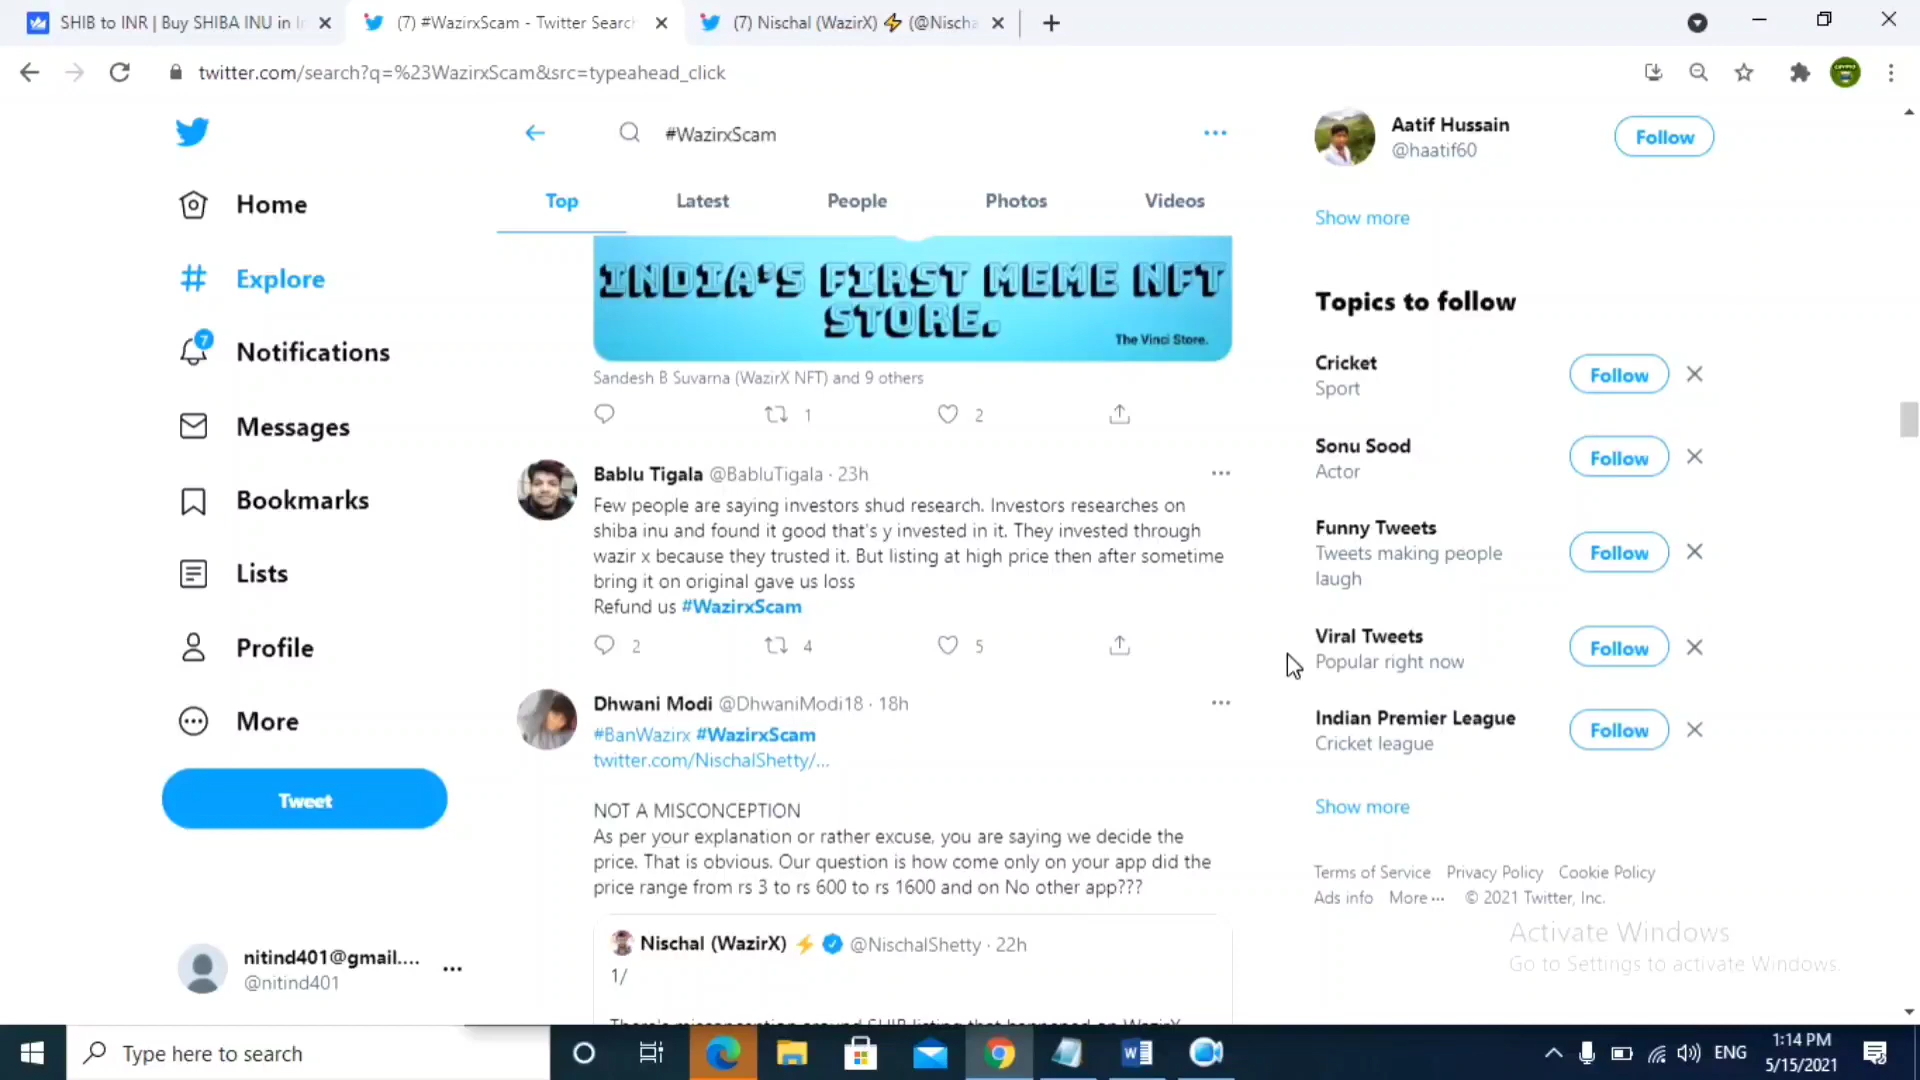 SHIB to INR | Buy SHIBA INU in I
(7) #WazirxScam - Twitter Search
(7) Nischal (WazirX) ⚡ (@Nischa
twitter.com/search?q=%23WazirxScam&src=typeahead_click
#WazirxScam
Top Latest People Photos Videos
Home
Explore
7
Notifications
Messages
Bookmarks
Lists
Profile
More
Tweet
nitind401@gmail....
@nitind401
INDIA'S FIRST MEME NFT
STORE.
The Vinci Store.
Sandesh B Suvarna (WazirX NFT) and 9 others
1 2
Bablu Tigala @BabluTigala · 23h
Few people are saying investors shud research. Investors researches on
shiba inu and found it good that's y invested in it. They invested through
wazir x because they trusted it. But listing at high price then after sometime
bring it on original gave us loss
Refund us #WazirxScam
2 4 5
Dhwani Modi @DhwaniModi18 · 18h
#BanWazirx #WazirxScam
twitter.com/NischalShetty/...
NOT A MISCONCEPTION
As per your explanation or rather excuse, you are saying we decide the
price. That is obvious. Our question is how come only on your app did the
price range from rs 3 to rs 600 to rs 1600 and on No other app???
Nischal (WazirX) ⚡ @NischalShetty · 22h
1/
There's misconception around SHIB listing that happened on WazirX
Aatif Hussain
@haatif60
Follow
Show more
Topics to follow
Cricket
Sport
Follow
Sonu Sood
Actor
Follow
Funny Tweets
Tweets making people
laugh
Follow
Viral Tweets
Popular right now
Follow
Indian Premier League
Cricket league
Follow
Show more
Terms of Service Privacy Policy Cookie Policy
Ads info More ··· © 2021 Twitter, Inc.
Activate Windows
Go to Settings to activate Windows.
Type here to search
ENG
1:14 PM
5/15/2021